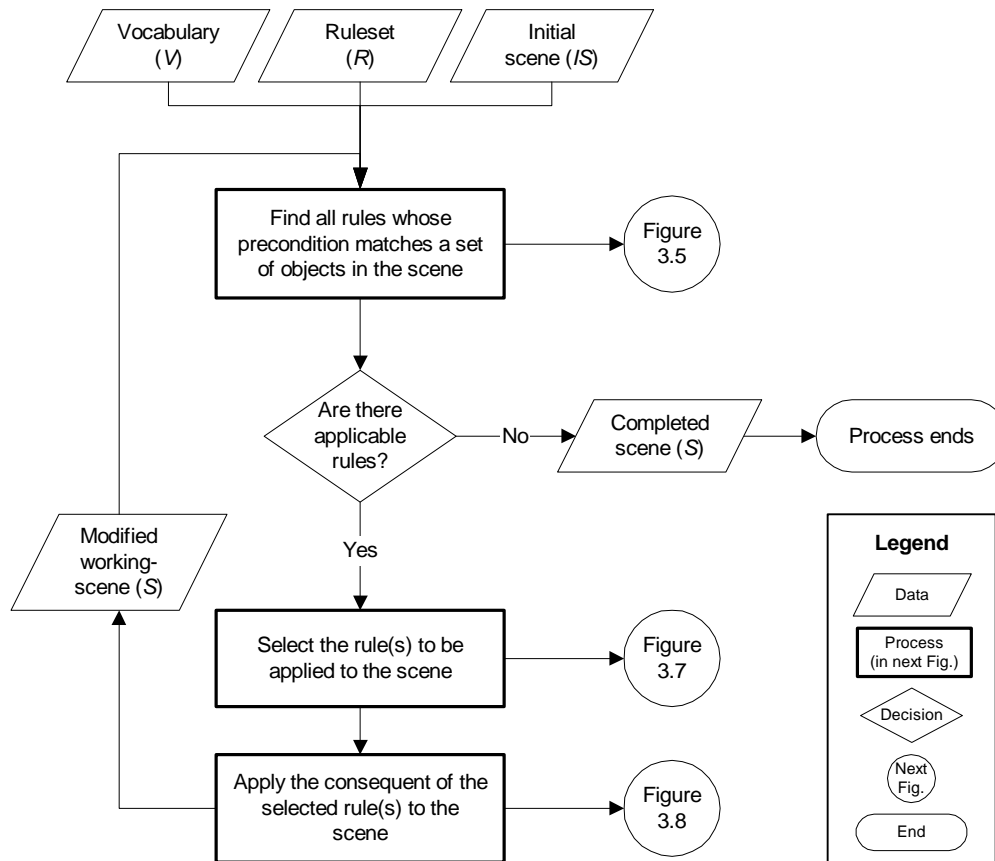 Vocabulary
(V)
Ruleset
(R)
Initial
scene (IS)
Find all rules whose
precondition matches a set
of objects in the scene
Figure
3.5
Are there
applicable
rules?
No
Completed
scene (S)
Process ends
Modified
working-
scene (S)
Yes
Select the rule(s) to be
applied to the scene
Figure
3.7
Apply the consequent of the
selected rule(s) to the
scene
Figure
3.8
Legend
Data
Process
(in next Fig.)
Decision
Next
Fig.
End